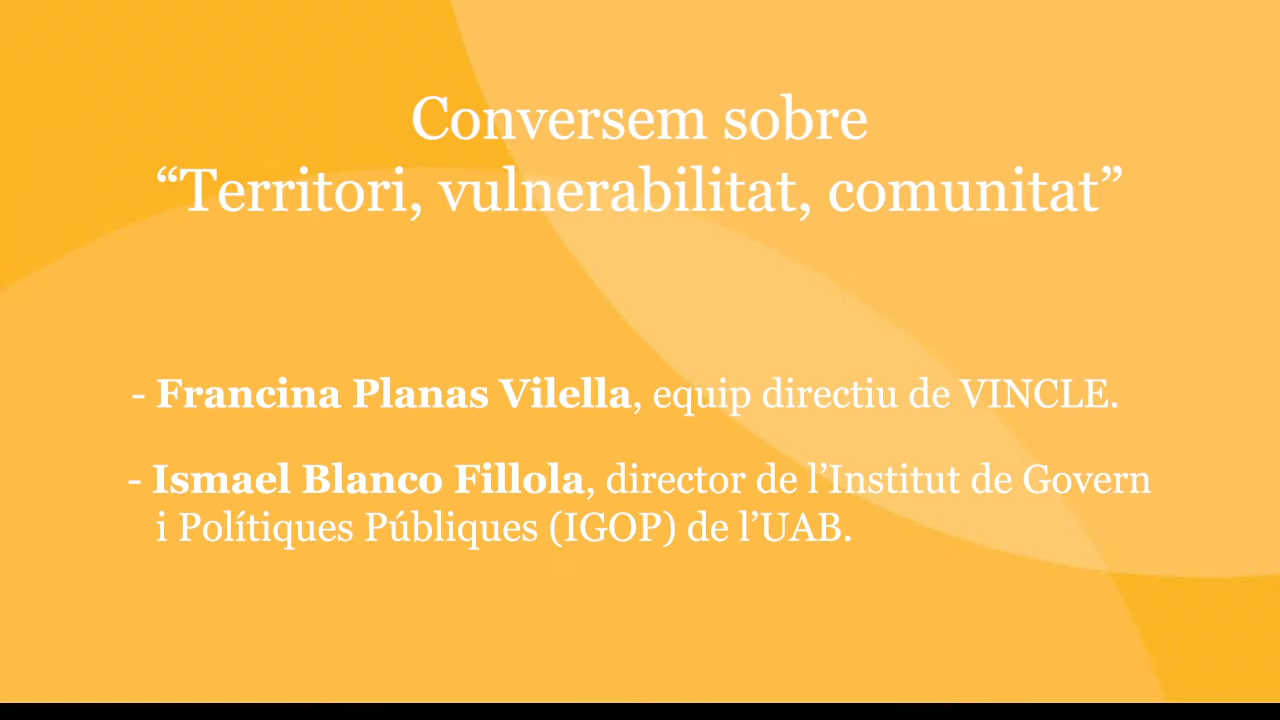 Conversem sobre
“Territori, vulnerabilitat, comunitat”
- Francina Planas Vilella, equip directiu de VINCLE.
- Ismael Blanco Fillola, director de l’Institut de Govern
i Polítiques Públiques (IGOP) de l’UAB.